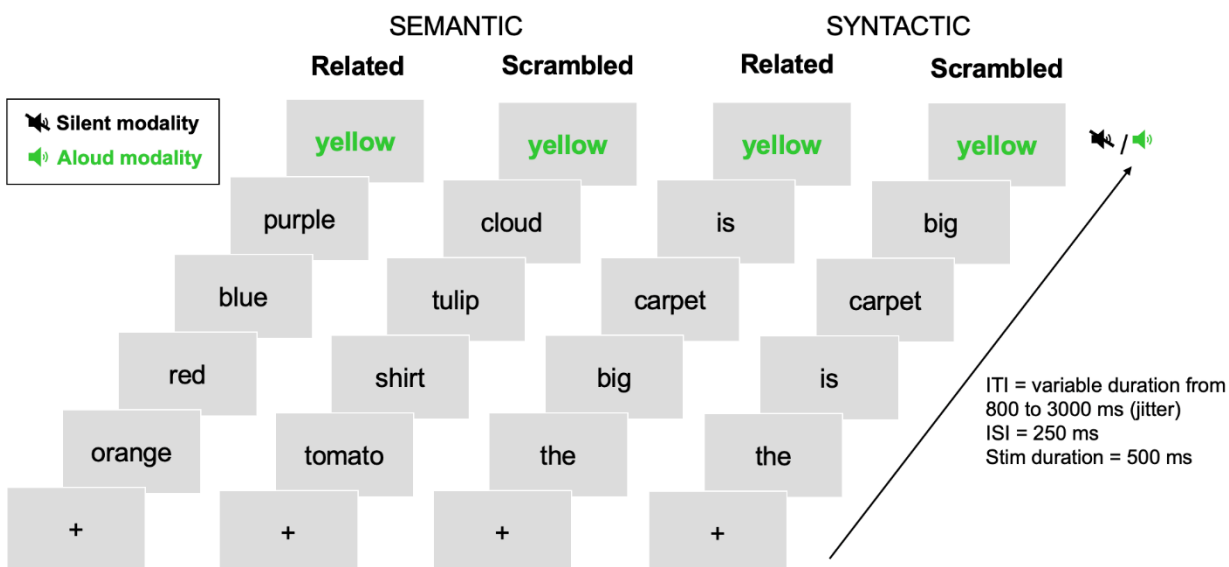 SEMANTIC SYNTACTIC
Related Scrambled Related Scrambled
Silent modality
Aloud modality
yellow yellow yellow yellow
/
purple cloud is big
blue tulip carpet carpet
red shirt big is
ITI = variable duration from
800 to 3000 ms (jitter)
ISI = 250 ms
Stim duration = 500 ms
orange tomato the the
+ + + +